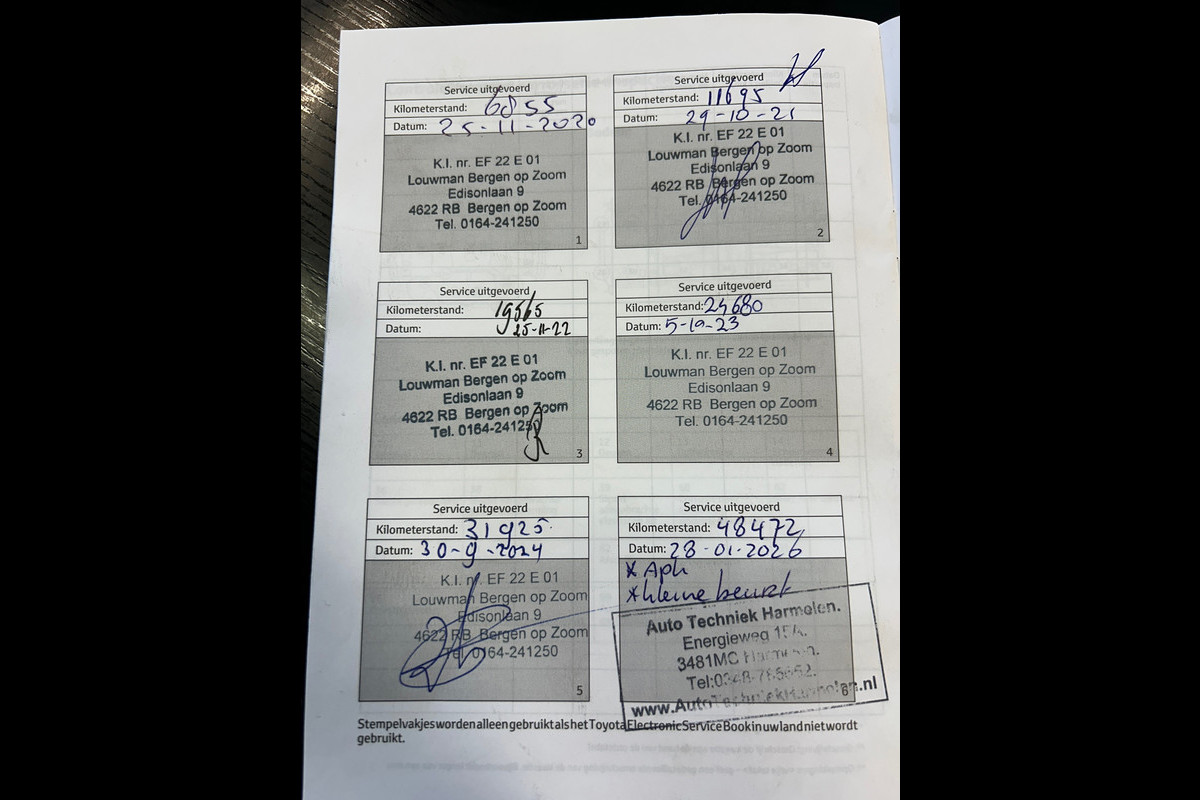 Service uitgevoerd
Kilometerstand: 6855
Datum: 25-11-2020
K.I. nr. EF 22 E 01
Louwman Bergen op Zoom
Edisonlaan 9
4622 RB Bergen op Zoom
Tel. 0164-241250
1
Service uitgevoerd
Kilometerstand: 11695
Datum: 29-10-21
K.I. nr. EF 22 E 01
Louwman Bergen op Zoom
Edisonlaan 9
4622 RB Bergen op Zoom
Tel. 0164-241250
2
Service uitgevoerd
Kilometerstand: 19565
Datum: 25-11-22
K.I. nr. EF 22 E 01
Louwman Bergen op Zoom
Edisonlaan 9
4622 RB Bergen op Zoom
Tel. 0164-241250
3
Service uitgevoerd
Kilometerstand: 24680
Datum: 5-10-23
K.I. nr. EF 22 E 01
Louwman Bergen op Zoom
Edisonlaan 9
4622 RB Bergen op Zoom
Tel. 0164-241250
4
Service uitgevoerd
Kilometerstand: 31925
Datum: 30-9-2024
K.I. nr. EF 22 E 01
Louwman Bergen op Zoom
Edisonlaan 9
4622 RB Bergen op Zoom
Tel. 0164-241250
5
Service uitgevoerd
Kilometerstand: 48472
Datum: 28-01-2026
* Apk
* kleine beurt
Auto Techniek Harmelen.
Energieweg
3481MC Harmelen.
Tel:
www.AutoTechniekHarmelen.nl
6
Stempelvakjes worden alleen gebruikt als het Toyota Electronic Service Book in uw land niet wordt
gebruikt.